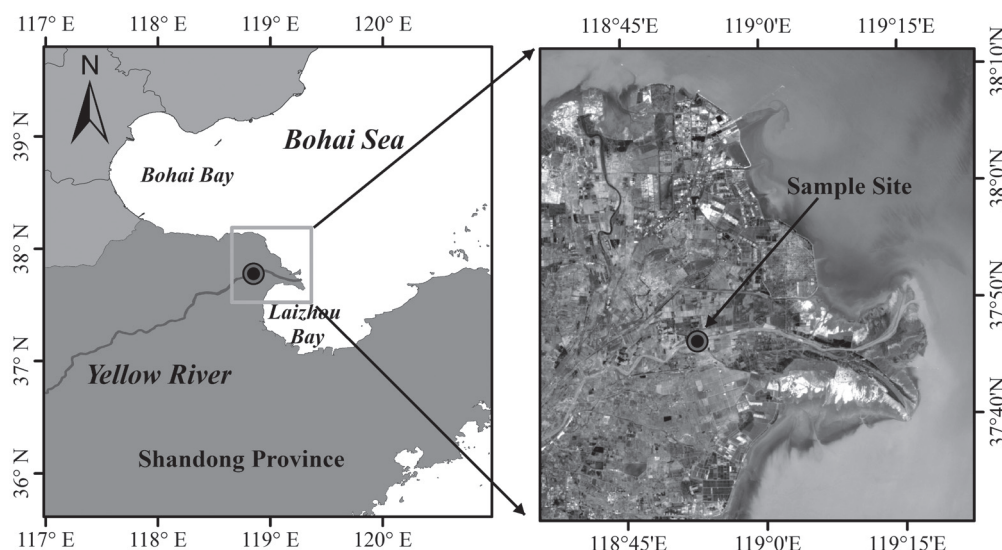 117° E 118° E 119° E 120° E
118°45'E 119°0'E 119°15'E
N
39° N
38° N
37° N
36° N
Bohai Sea
Bohai Bay
Laizhou
Bay
Yellow River
Shandong Province
117° E 118° E 119° E 120° E
Sample Site
38°10'N
38°0'N
37°50'N
37°40'N
118°45'E 119°0'E 119°15'E